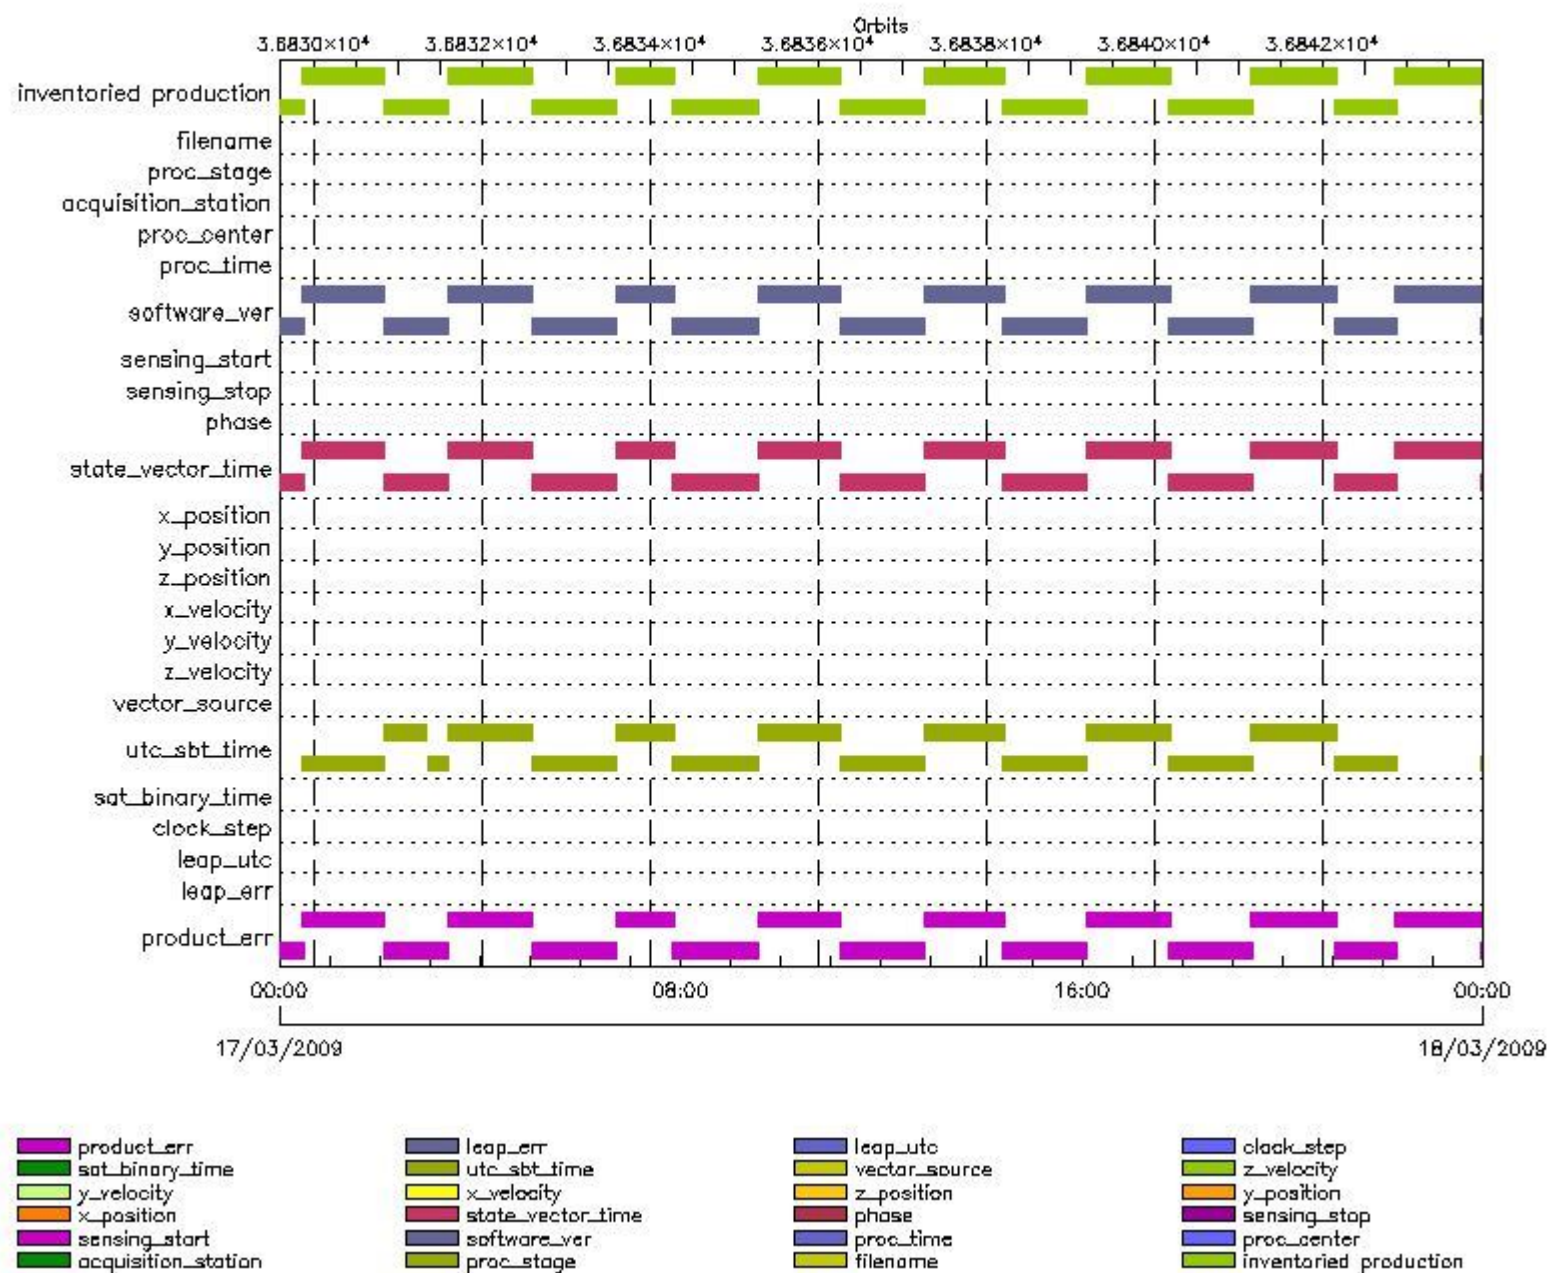 Orbits
3.6830×10⁴ 3.6832×10⁴ 3.6834×10⁴ 3.6836×10⁴ 3.6838×10⁴ 3.6840×10⁴ 3.6842×10⁴
inventoried production
filename
proc_stage
acquisition_station
proc_center
proc_time
software_ver
sensing_start
sensing_stop
phase
state_vector_time
x_position
y_position
z_position
x_velocity
y_velocity
z_velocity
vector_source
utc_sbt_time
sat_binary_time
clock_step
leap_utc
leap_err
product_err
00:00 08:00 16:00 00:00
17/03/2009 18/03/2009
product_err leap_err leap_utc clock_step
sat_binary_time utc_sbt_time vector_source z_velocity
y_velocity x_velocity z_position y_position
x_position state_vector_time phase sensing_stop
sensing_start software_ver proc_time proc_center
acquisition_station proc_stage filename inventoried production